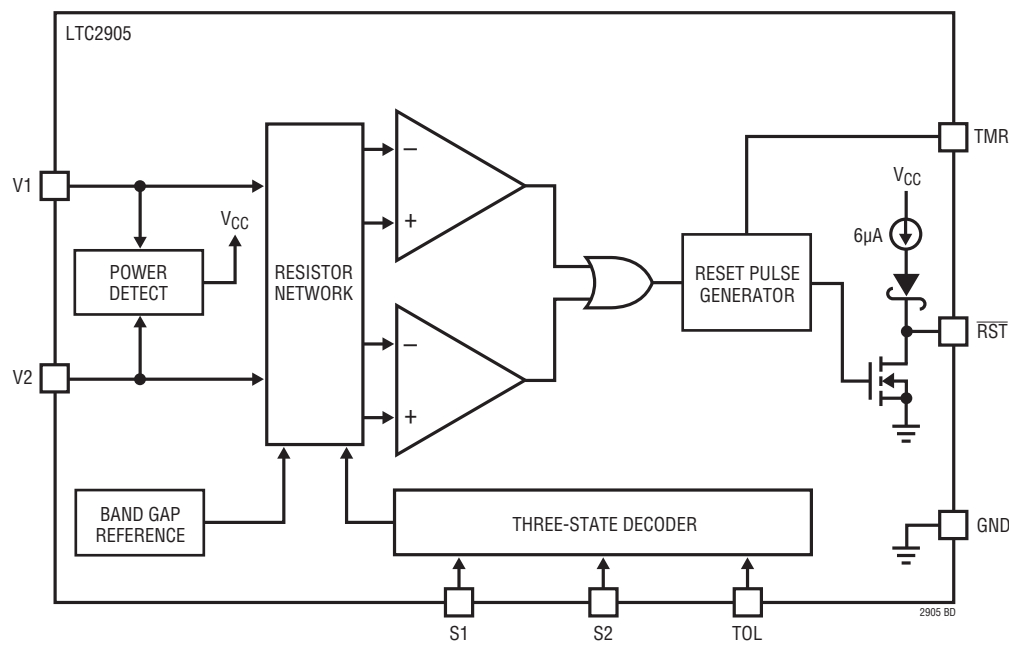 LTC2905
TMR
V1
VCC
VCC
6µA
POWER
DETECT
RESISTOR
NETWORK
−
+
RESET PULSE
GENERATOR
RST
V2
−
+
BAND GAP
REFERENCE
THREE-STATE DECODER
GND
2905 BD
S1
S2
TOL